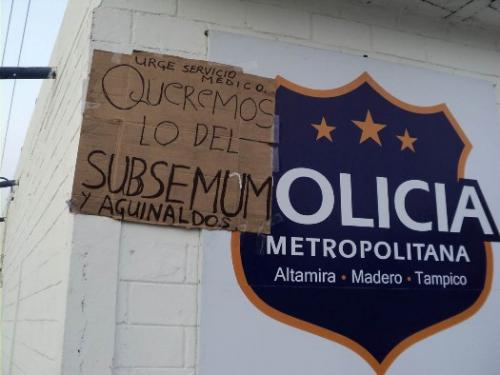 URGE SERVICIO
MEDICO.
QUEREMOS
LO DEL
SUBSEMUM
Y AGUINALDOS.
OLICIA
METROPOLITANA
Altamira • Madero • Tampico